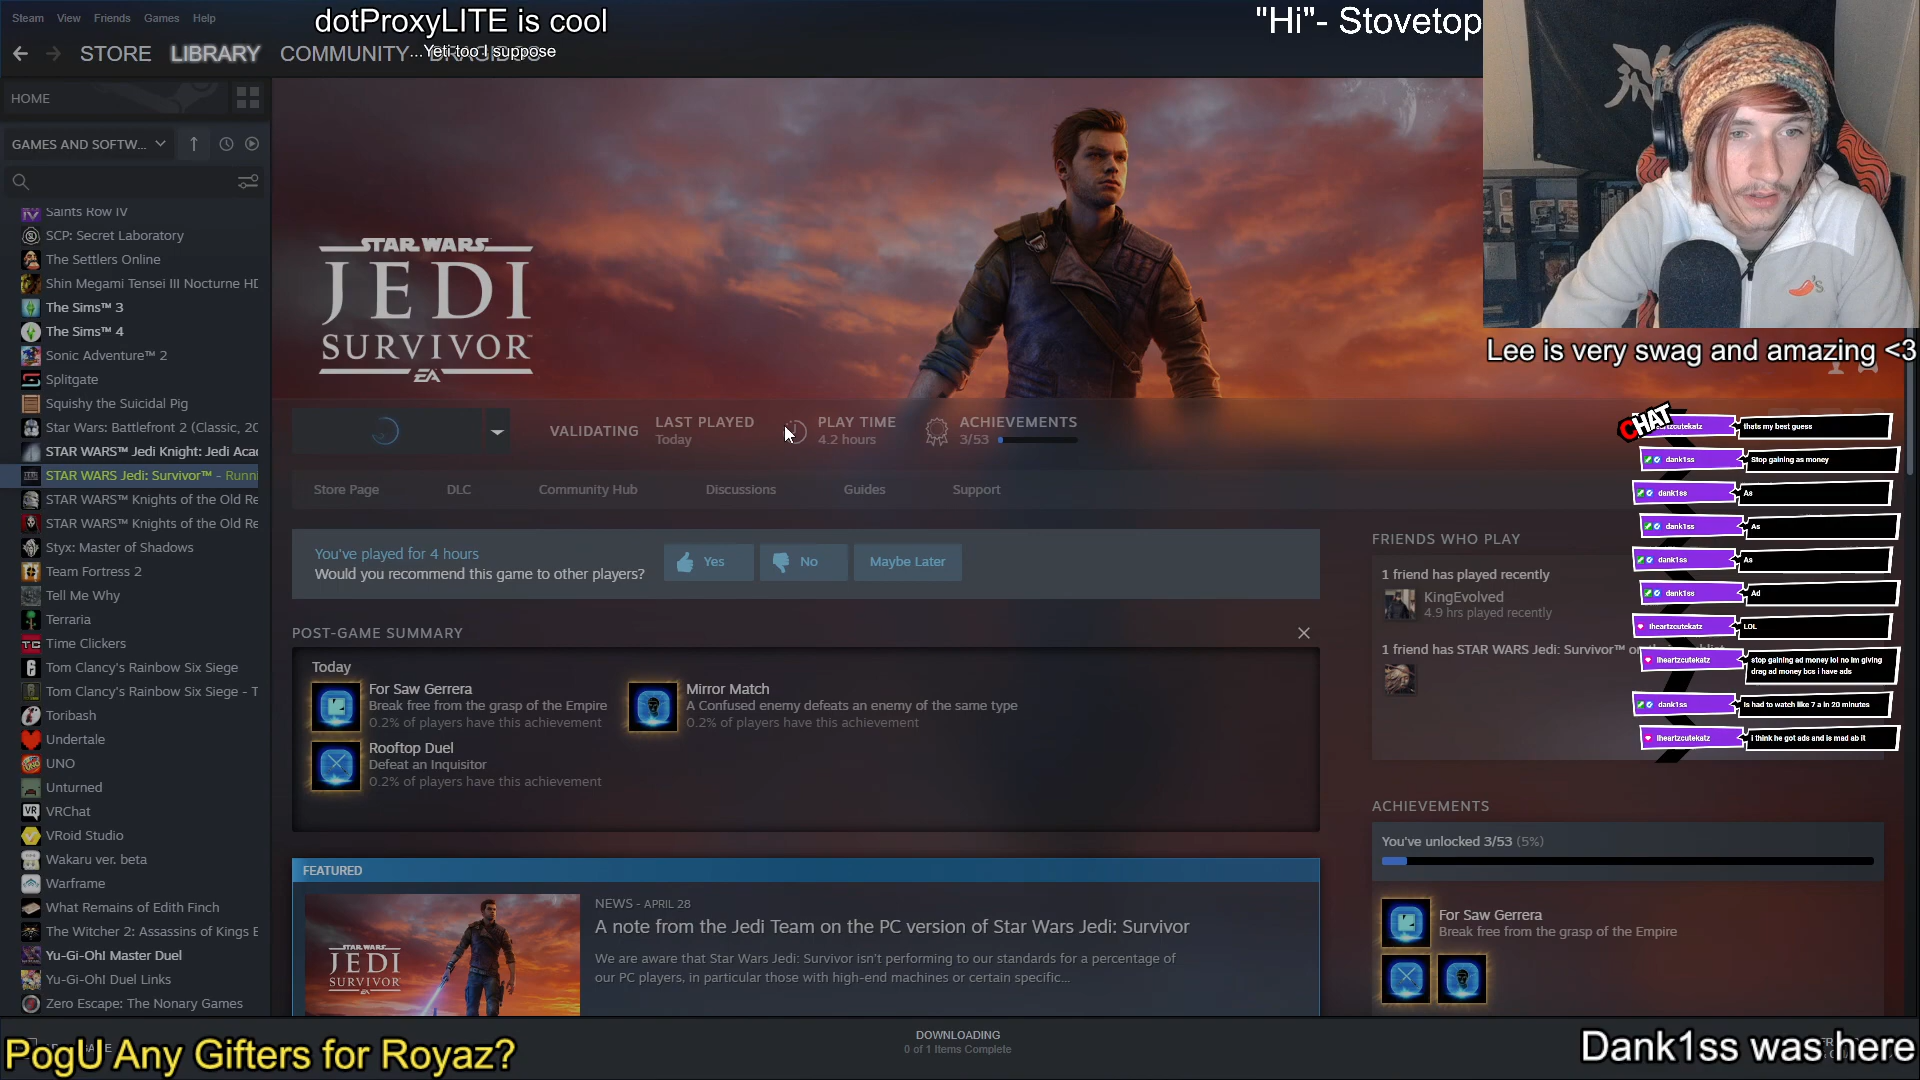 Steam View Friends Games Help
dotProxyLITE is cool
...Yeti too I suppose
"Hi"- Stovetop
STORE LIBRARY COMMUNITY
HOME
GAMES AND SOFTW...
Saints Row IV
SCP: Secret Laboratory
The Settlers Online
Shin Megami Tensei III Nocturne HD
The Sims™ 3
The Sims™ 4
Sonic Adventure™ 2
Splitgate
Squishy the Suicidal Pig
Star Wars: Battlefront 2 (Classic, 20
STAR WARS™ Jedi Knight: Jedi Aca
STAR WARS Jedi: Survivor™ - Runni
STAR WARS™ Knights of the Old Re
STAR WARS™ Knights of the Old Re
Styx: Master of Shadows
Team Fortress 2
Tell Me Why
Terraria
Time Clickers
Tom Clancy's Rainbow Six Siege
Tom Clancy's Rainbow Six Siege - T
Toribash
Undertale
UNO
Unturned
VRChat
VRoid Studio
Wakaru ver. beta
Warframe
What Remains of Edith Finch
The Witcher 2: Assassins of Kings E
Yu-Gi-Oh! Master Duel
Yu-Gi-Oh! Duel Links
Zero Escape: The Nonary Games
STAR WARS
JEDI
SURVIVOR
EA
VALIDATING
LAST PLAYED
Today
PLAY TIME
4.2 hours
ACHIEVEMENTS
3/53
Store Page DLC Community Hub Discussions Guides Support
You've played for 4 hours
Would you recommend this game to other players?
Yes No Maybe Later
POST-GAME SUMMARY
Today
For Saw Gerrera
Break free from the grasp of the Empire
0.2% of players have this achievement
Mirror Match
A Confused enemy defeats an enemy of the same type
0.2% of players have this achievement
Rooftop Duel
Defeat an Inquisitor
0.2% of players have this achievement
FEATURED
STAR WARS
JEDI
SURVIVOR
EA
NEWS - APRIL 28
A note from the Jedi Team on the PC version of Star Wars Jedi: Survivor
We are aware that Star Wars Jedi: Survivor isn't performing to our standards for a percentage of
our PC players, in particular those with high-end machines or certain specific...
Lee is very swag and amazing <3
CHAT
thats my best guess
dank1ss Stop gaining as money
dank1ss As
dank1ss As
dank1ss As
dank1ss Ad
iheartzcutekatz LOL
iheartzcutekatz stop gaining ad money lol no im giving
drag ad money bcs i have ads
dank1ss Is had to watch like 7 a in 20 minutes
iheartzcutekatz i think he got ads and is mad ab it
FRIENDS WHO PLAY
1 friend has played recently
KingEvolved
4.9 hrs played recently
1 friend has STAR WARS Jedi: Survivor™ on
ACHIEVEMENTS
You've unlocked 3/53 (5%)
For Saw Gerrera
Break free from the grasp of the Empire
DOWNLOADING
0 of 1 Items Complete
PogU Any Gifters for Royaz?
Dank1ss was here